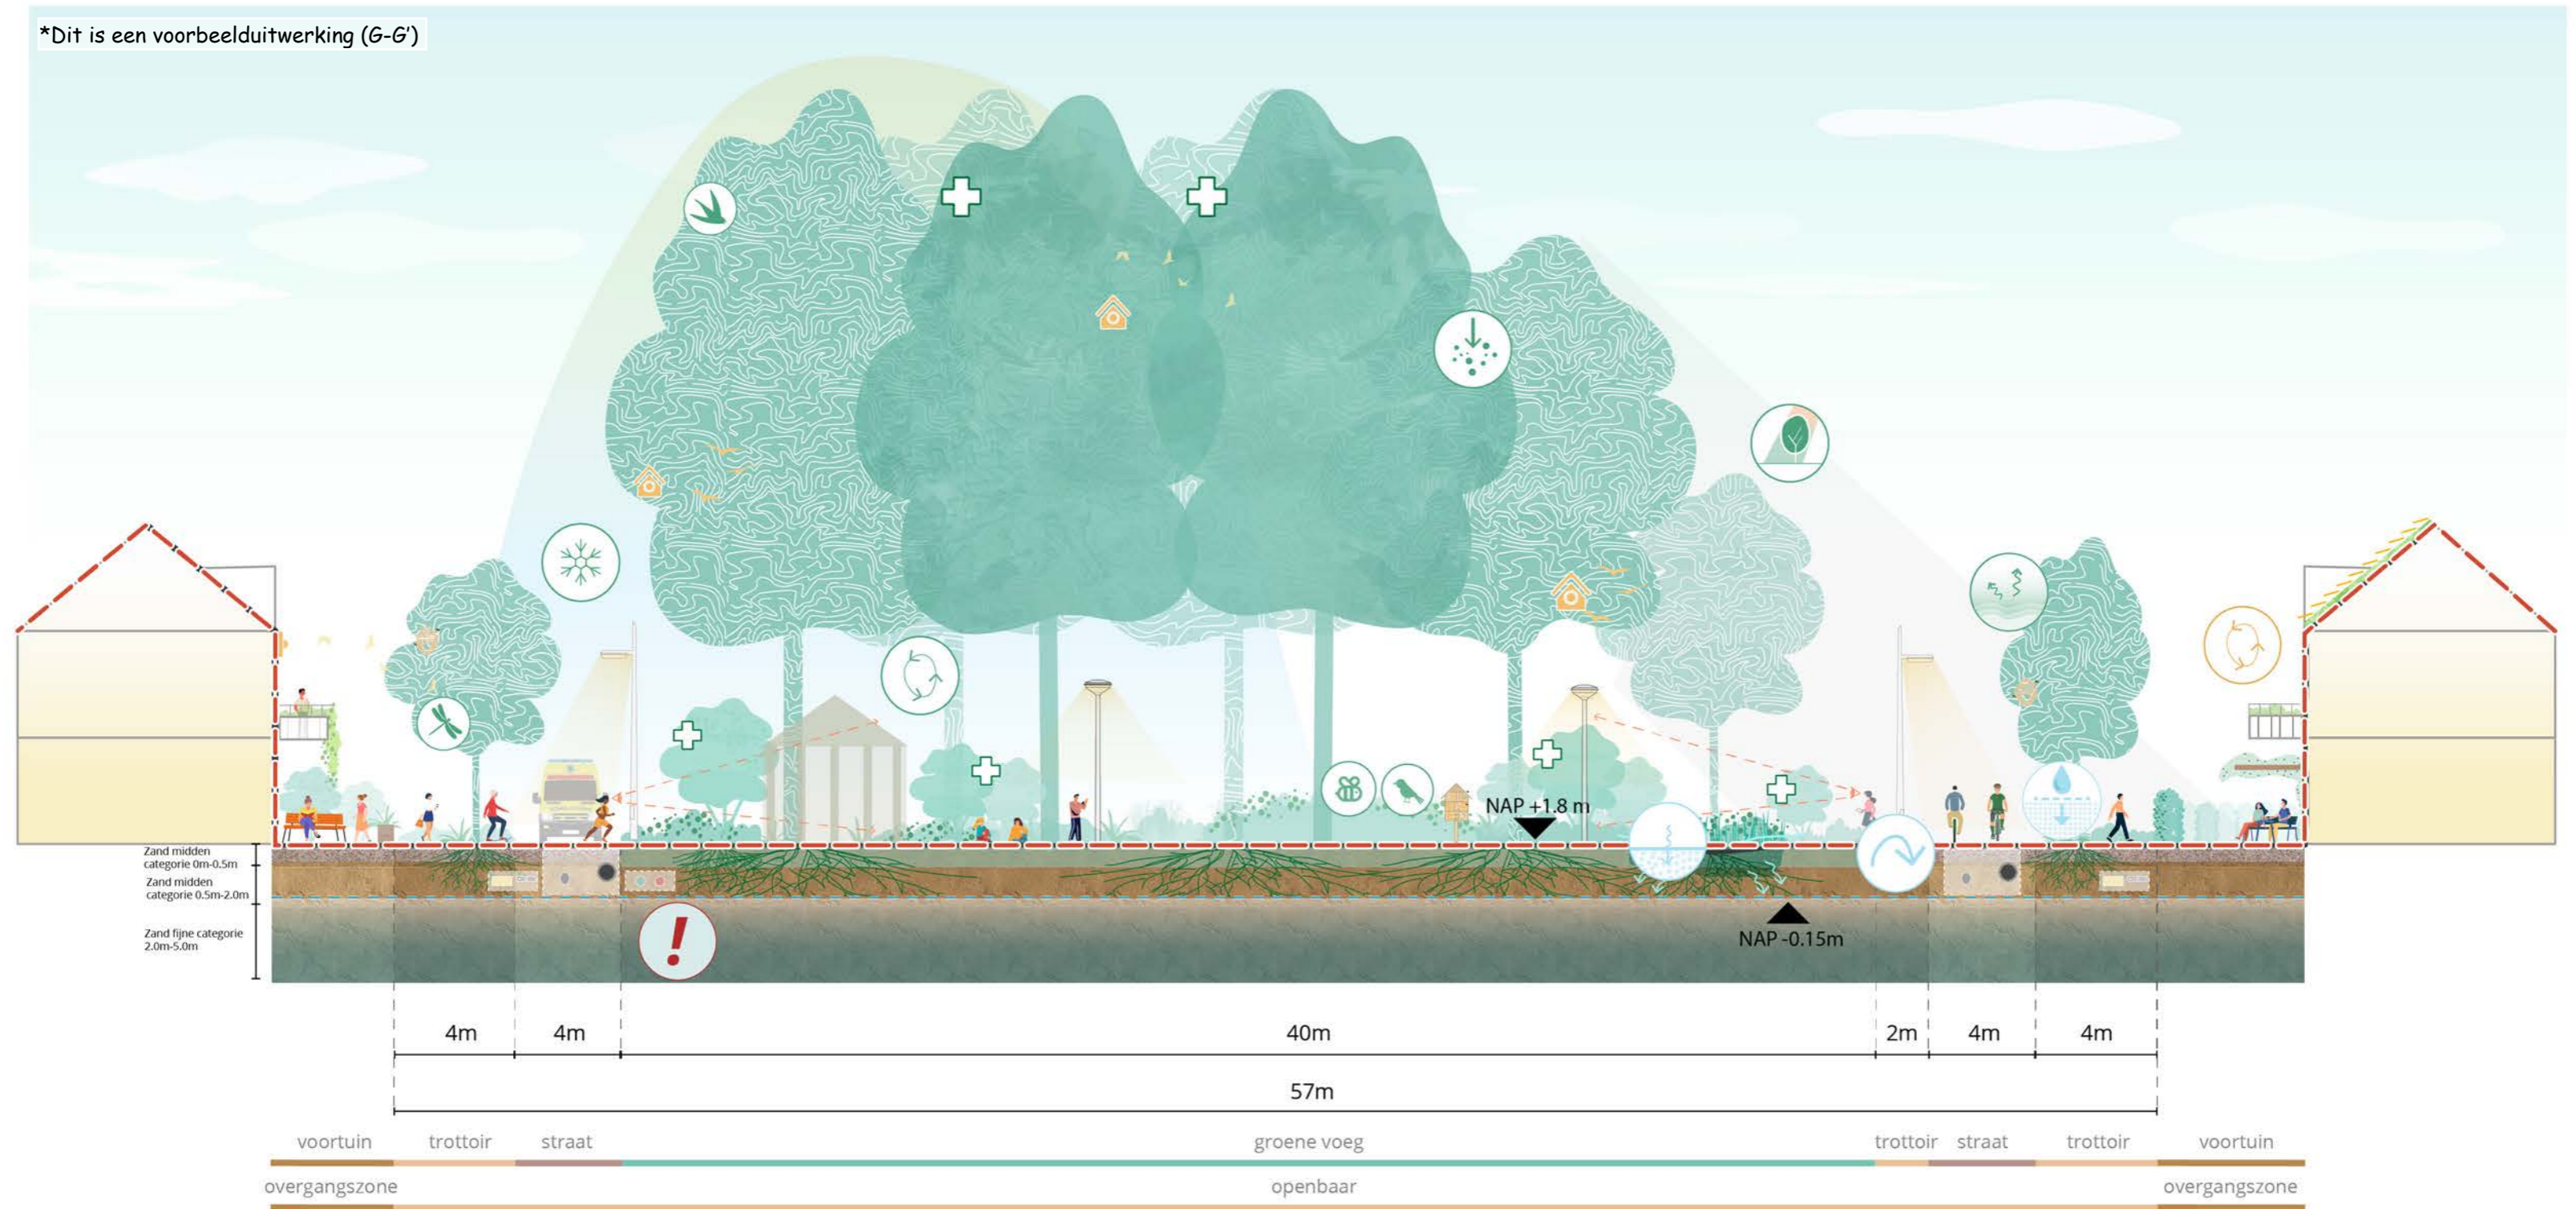 *Dit is een voorbeelduitwerking (G-G')
NAP +1.8 m
Zand midden
categorie 0m-0.5m
Zand midden
categorie 0.5m-2.0m
Zand fijne categorie
2.0m-5.0m
NAP -0.15m
4m 4m 40m 2m 4m 4m
57m
voortuin trottoir straat groene voeg trottoir straat trottoir voortuin
overgangszone openbaar overgangszone